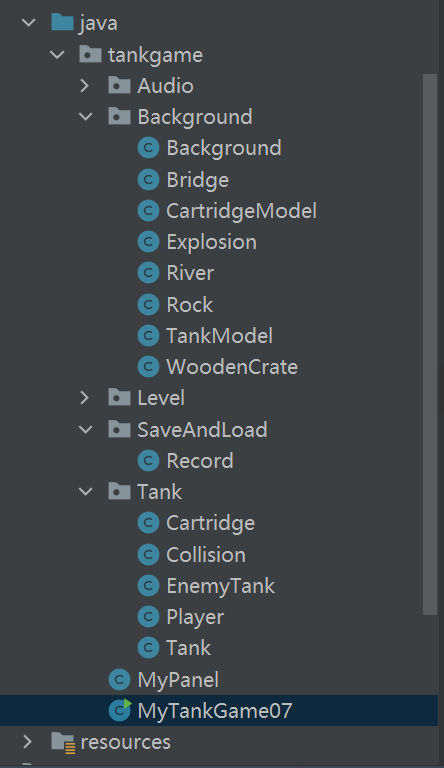 java
tankgame
Audio
Background
Background
Bridge
CartridgeModel
Explosion
River
Rock
TankModel
WoodenCrate
Level
SaveAndLoad
Record
Tank
Cartridge
Collision
EnemyTank
Player
Tank
MyPanel
MyTankGame07
resources